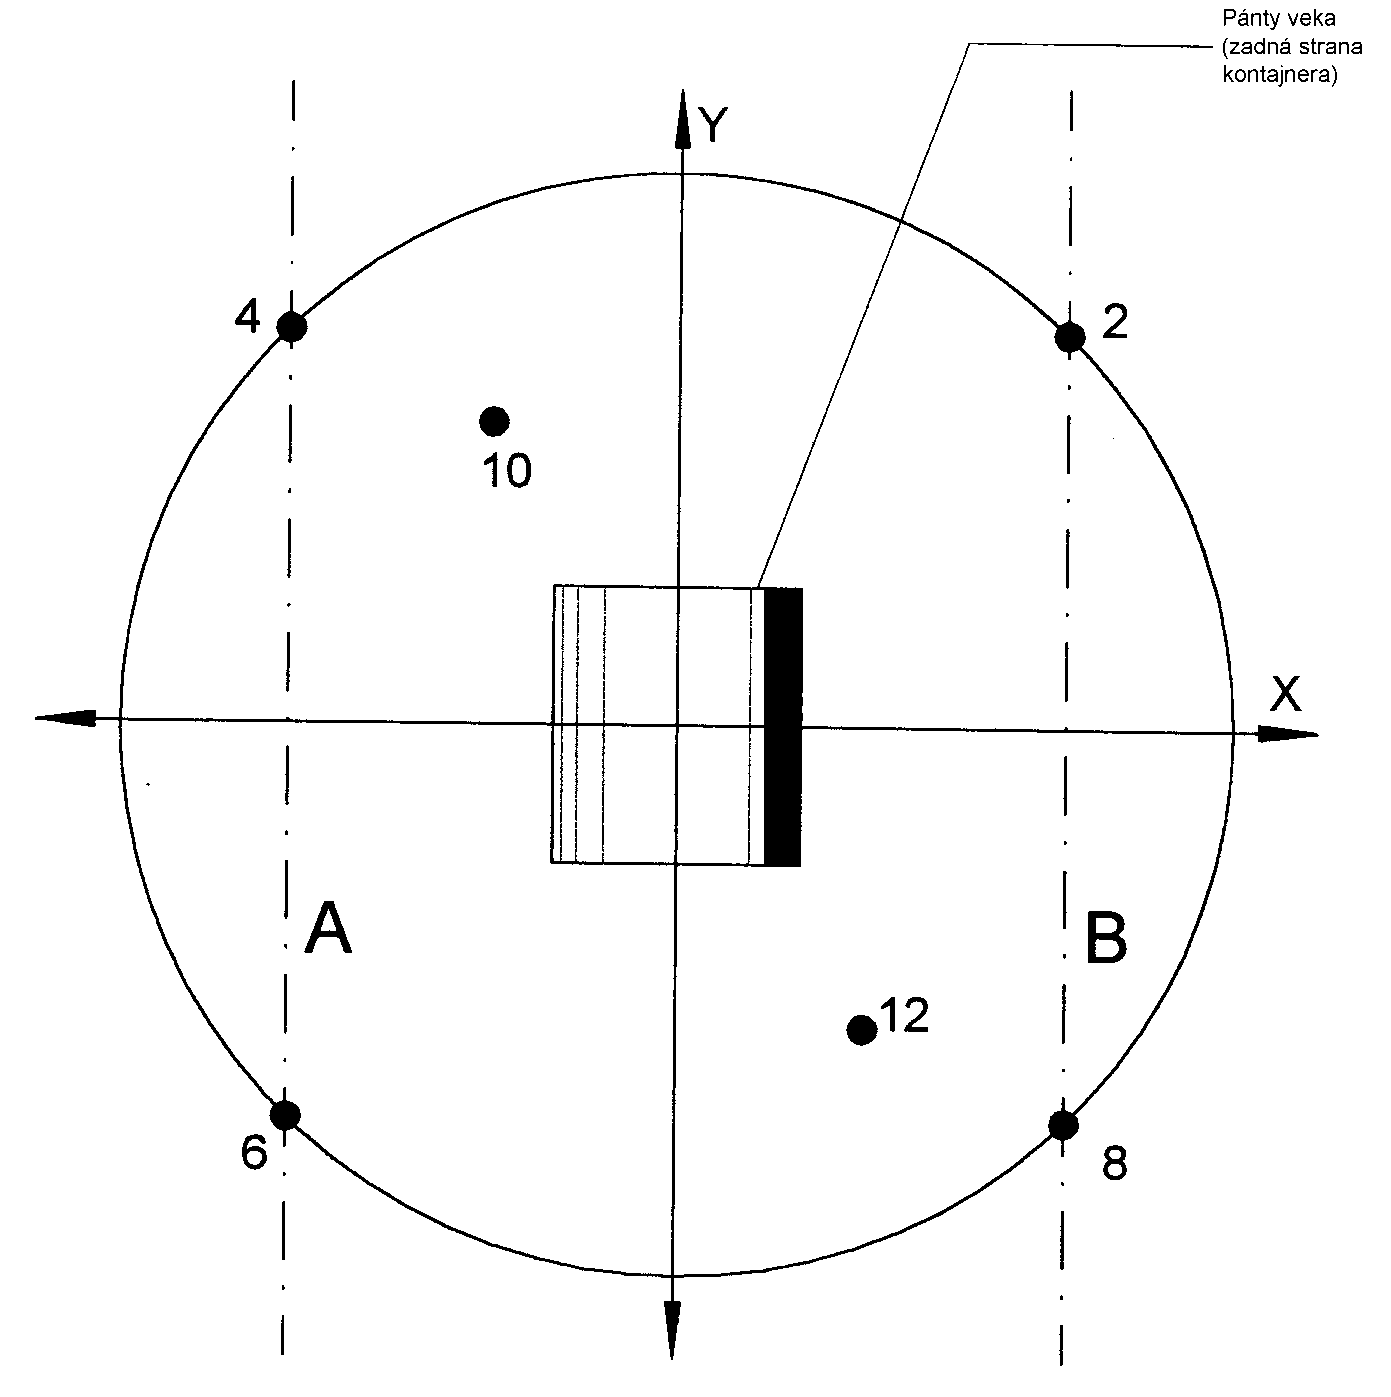 Pánty veka
(zadná strana
kontajnera)
Y
4
2
10
X
A
B
12
6
8